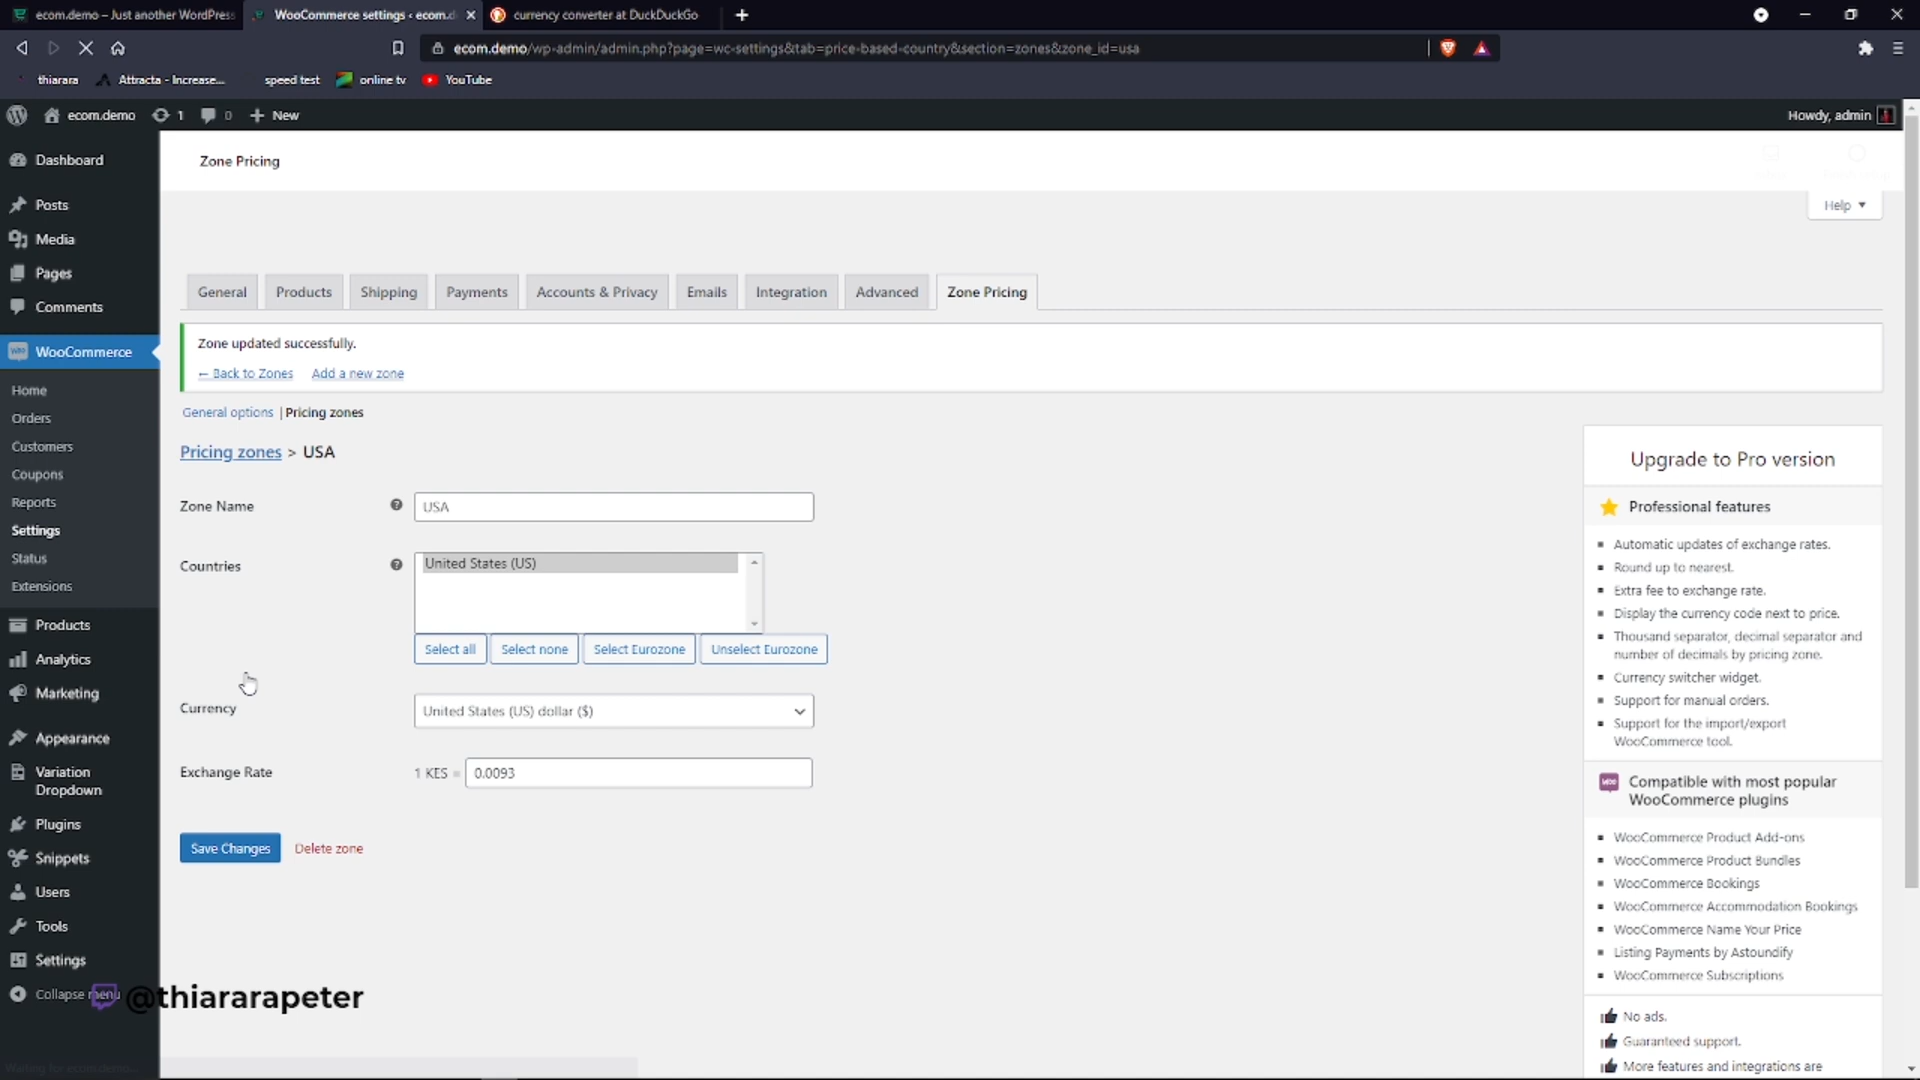 ecom.demo – Just another WordPress
WooCommerce settings ‹ ecom.d
currency converter at DuckDuckGo
ecom.demo/wp-admin/admin.php?page=wc-settings&tab=price-based-country&section=zones&zone_id=usa
thiarara
Attracta - Increase...
speed test
online tv
YouTube
ecom.demo
1
0
New
Howdy, admin
Dashboard
Posts
Media
Pages
Comments
WooCommerce
Home
Orders
Customers
Coupons
Reports
Settings
Status
Extensions
Products
Analytics
Marketing
Appearance
Variation
Dropdown
Plugins
Snippets
Users
Tools
Settings
Collapse menu
@thiararapeter
Waiting for ecom.demo...
Zone Pricing
Help
General
Products
Shipping
Payments
Accounts & Privacy
Emails
Integration
Advanced
Zone Pricing
Zone updated successfully.
← Back to Zones
Add a new zone
General options | Pricing zones
Pricing zones > USA
Zone Name
USA
Countries
United States (US)
Select all
Select none
Select Eurozone
Unselect Eurozone
Currency
United States (US) dollar ($)
Exchange Rate
1 KES =
0.0093
Save Changes
Delete zone
Upgrade to Pro version
Professional features
Automatic updates of exchange rates.
Round up to nearest.
Extra fee to exchange rate.
Display the currency code next to price.
Thousand separator, decimal separator and
number of decimals by pricing zone.
Currency switcher widget.
Support for manual orders.
Support for the import/export
WooCommerce tool.
Compatible with most popular
WooCommerce plugins
WooCommerce Product Add-ons
WooCommerce Product Bundles
WooCommerce Bookings
WooCommerce Accommodation Bookings
WooCommerce Name Your Price
Listing Payments by Astoundify
WooCommerce Subscriptions
No ads.
Guaranteed support.
More features and integrations are